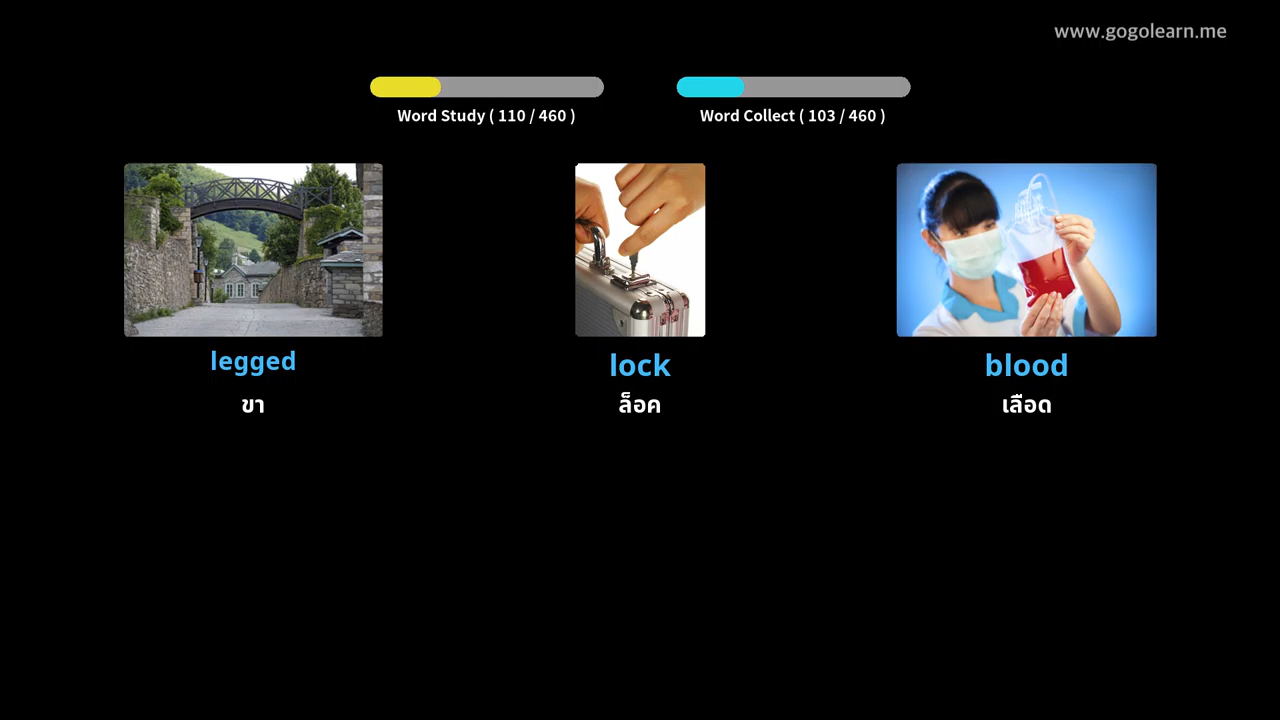 www.gogolearn.me
Word Study ( 110 / 460 )
Word Collect ( 103 / 460 )
legged
lock
blood
ขา
ล็อค
เลือด